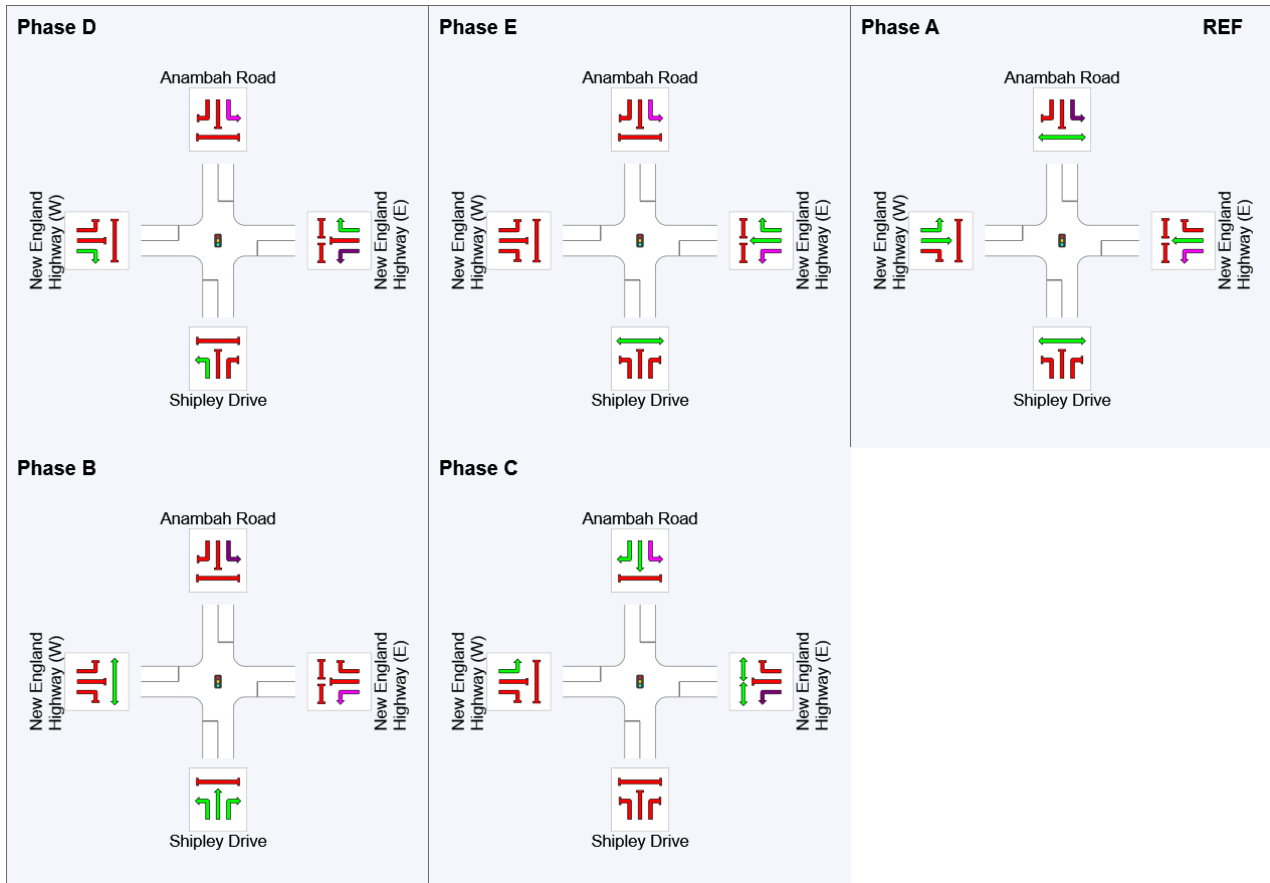 Phase D
Anambah Road
New England
Highway (W)
New England
Highway (E)
Shipley Drive
Phase E
Anambah Road
New England
Highway (W)
New England
Highway (E)
Shipley Drive
Phase A
REF
Anambah Road
New England
Highway (W)
New England
Highway (E)
Shipley Drive
Phase B
Anambah Road
New England
Highway (W)
New England
Highway (E)
Shipley Drive
Phase C
Anambah Road
New England
Highway (W)
New England
Highway (E)
Shipley Drive